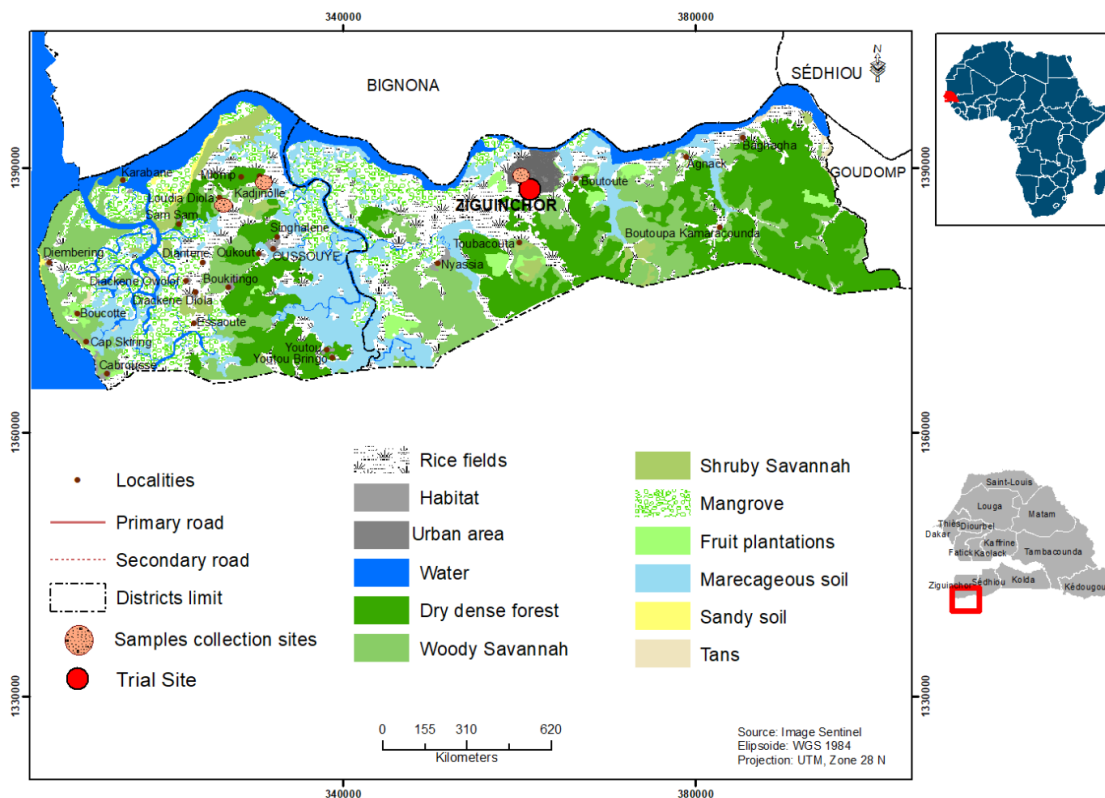 340000
380000
BIGNONA
SÉDHIOU
N
1390000
1390000
GOUDOMP
Karabane
Mlomp
Kadjinolle
Loudia Diola
Sam Sam
Singhalene
Diembering
Diantene
Oukout
OUSSOUYE
Diackene Owolof
Boukitingo
Diackene Diola
Boucotte
Essaoute
Cap Skiring
Cabrousse
Youtou
Youtou Bringo
ZIGUINCHOR
Boutoute
Agnack
Baghagha
Boutoupa Kamaracounda
Toubacouta
Nyassia
1360000
1360000
Localities
Primary road
Secondary road
Districts limit
Samples collection sites
Trial Site
Rice fields
Habitat
Urban area
Water
Dry dense forest
Woody Savannah
Shruby Savannah
Mangrove
Fruit plantations
Marecageous soil
Sandy soil
Tans
1330000
1330000
0 155 310 620
Kilometers
Source: Image Sentinel
Elipsoide: WGS 1984
Projection: UTM, Zone 28 N
340000
380000
Saint-Louis
Louga
Matam
Thiès
Diourbel
Dakar
Kaffrine
Fatick
Kaolack
Tambacounda
Ziguinchor
Sédhiou
Kolda
Kédougou